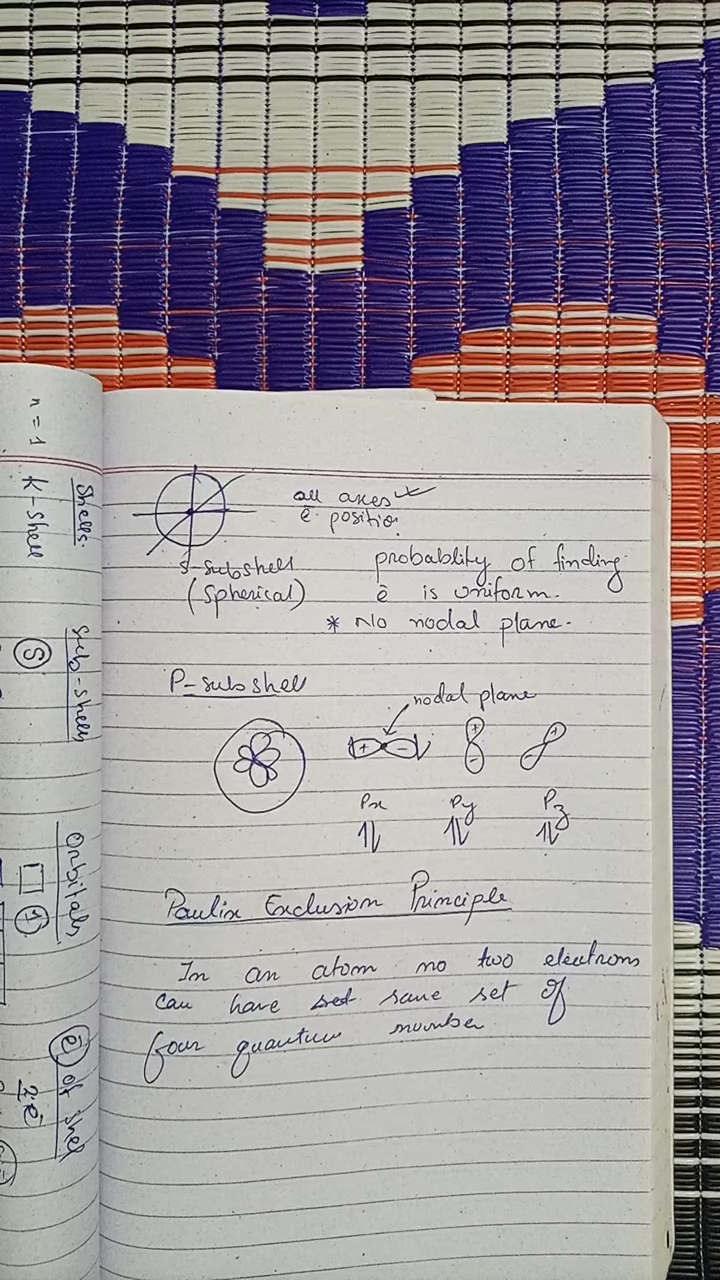 all axes
ē position
s-subshell
(Spherical)
probablity of finding
ē is uniform.
* No nodal plane.
P-subshell
nodal plane
+ -
+
-
+
-
Px Py Pz
⥮ ⥮ ⥮
Paulix Exclusion Principle
In an atom no two electrons
can have same set of
four quantum number
Shells.
n = 1 K-shell
Sub-shells
S
Orbitals
1
ē of shell
2ē